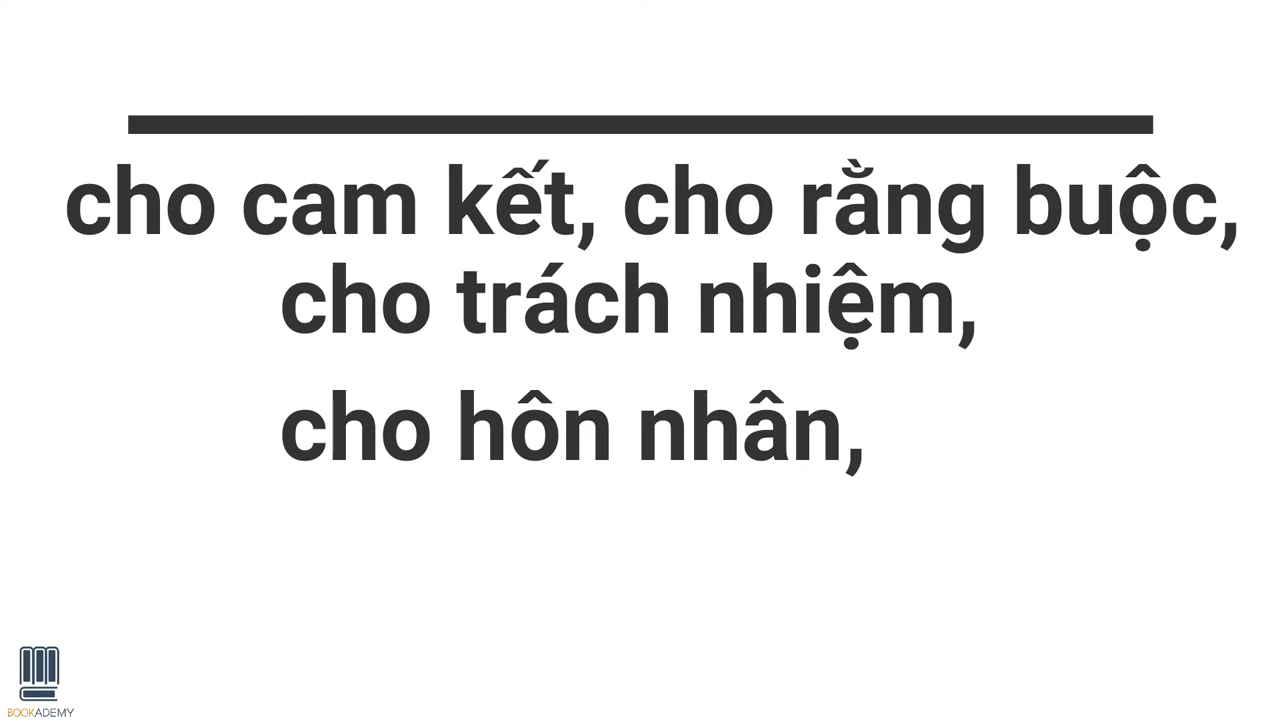 cho cam kết, cho rằng buộc,
cho trách nhiệm,
cho hôn nhân,
BOOKADEMY